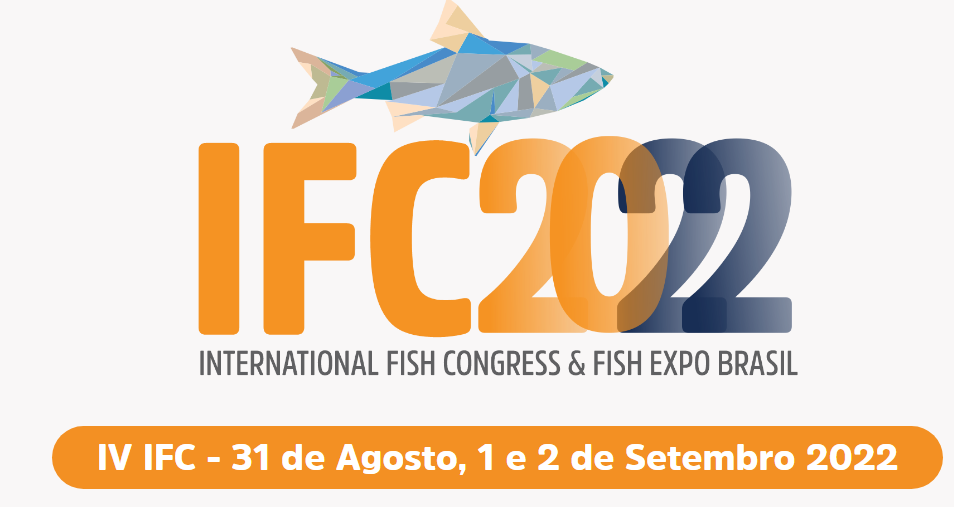 IFC2022
INTERNATIONAL FISH CONGRESS & FISH EXPO BRASIL
IV IFC - 31 de Agosto, 1 e 2 de Setembro 2022